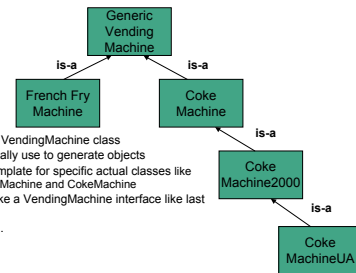 Generic
Vending
Machine
is-a
is-a
French Fry
Machine
Coke
Machine
is-a
VendingMachine class
ally use to generate objects
mplate for specific actual classes like
Machine and CokeMachine
ke a VendingMachine interface like last
.
Coke
Machine2000
is-a
Coke
MachineUA